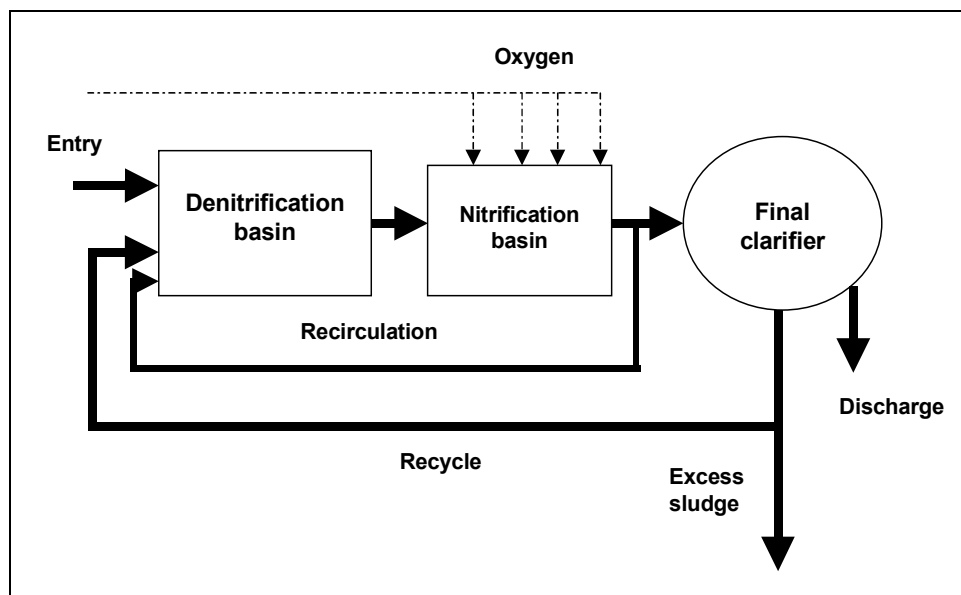 Oxygen
Entry
Denitrification
basin
Nitrification
basin
Final
clarifier
Recirculation
Discharge
Recycle
Excess
sludge